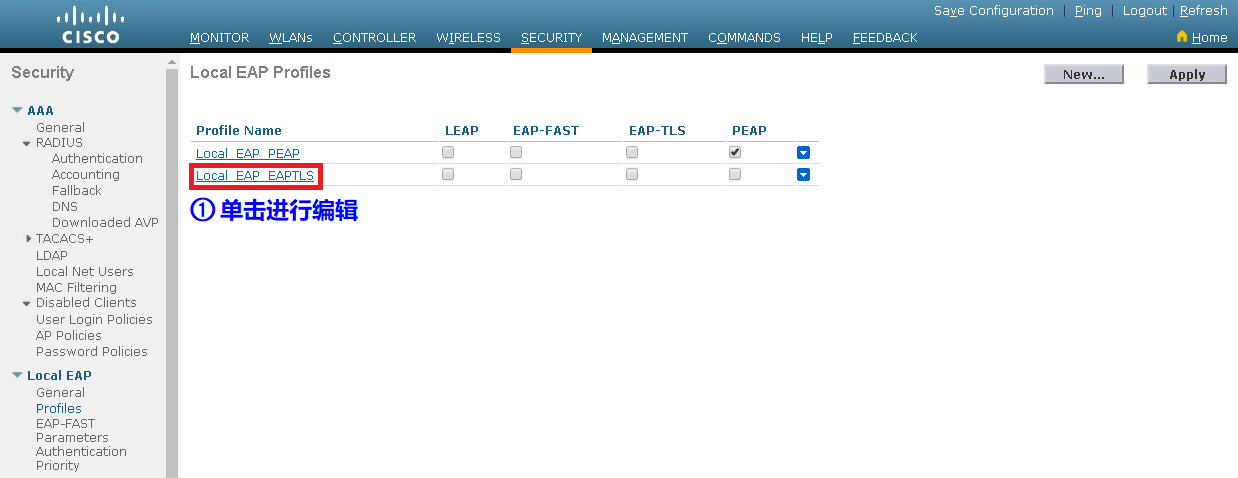 Save Configuration | Ping | Logout | Refresh
CISCO
MONITOR WLANs CONTROLLER WIRELESS SECURITY MANAGEMENT COMMANDS HELP FEEDBACK Home
Security
AAA
General
RADIUS
Authentication
Accounting
Fallback
DNS
Downloaded AVP
TACACS+
LDAP
Local Net Users
MAC Filtering
Disabled Clients
User Login Policies
AP Policies
Password Policies
Local EAP
General
Profiles
EAP-FAST
Parameters
Authentication
Priority
Local EAP Profiles
New... Apply
Profile Name LEAP EAP-FAST EAP-TLS PEAP
Local_EAP_PEAP
Local_EAP_EAPTLS
① 单击进行编辑